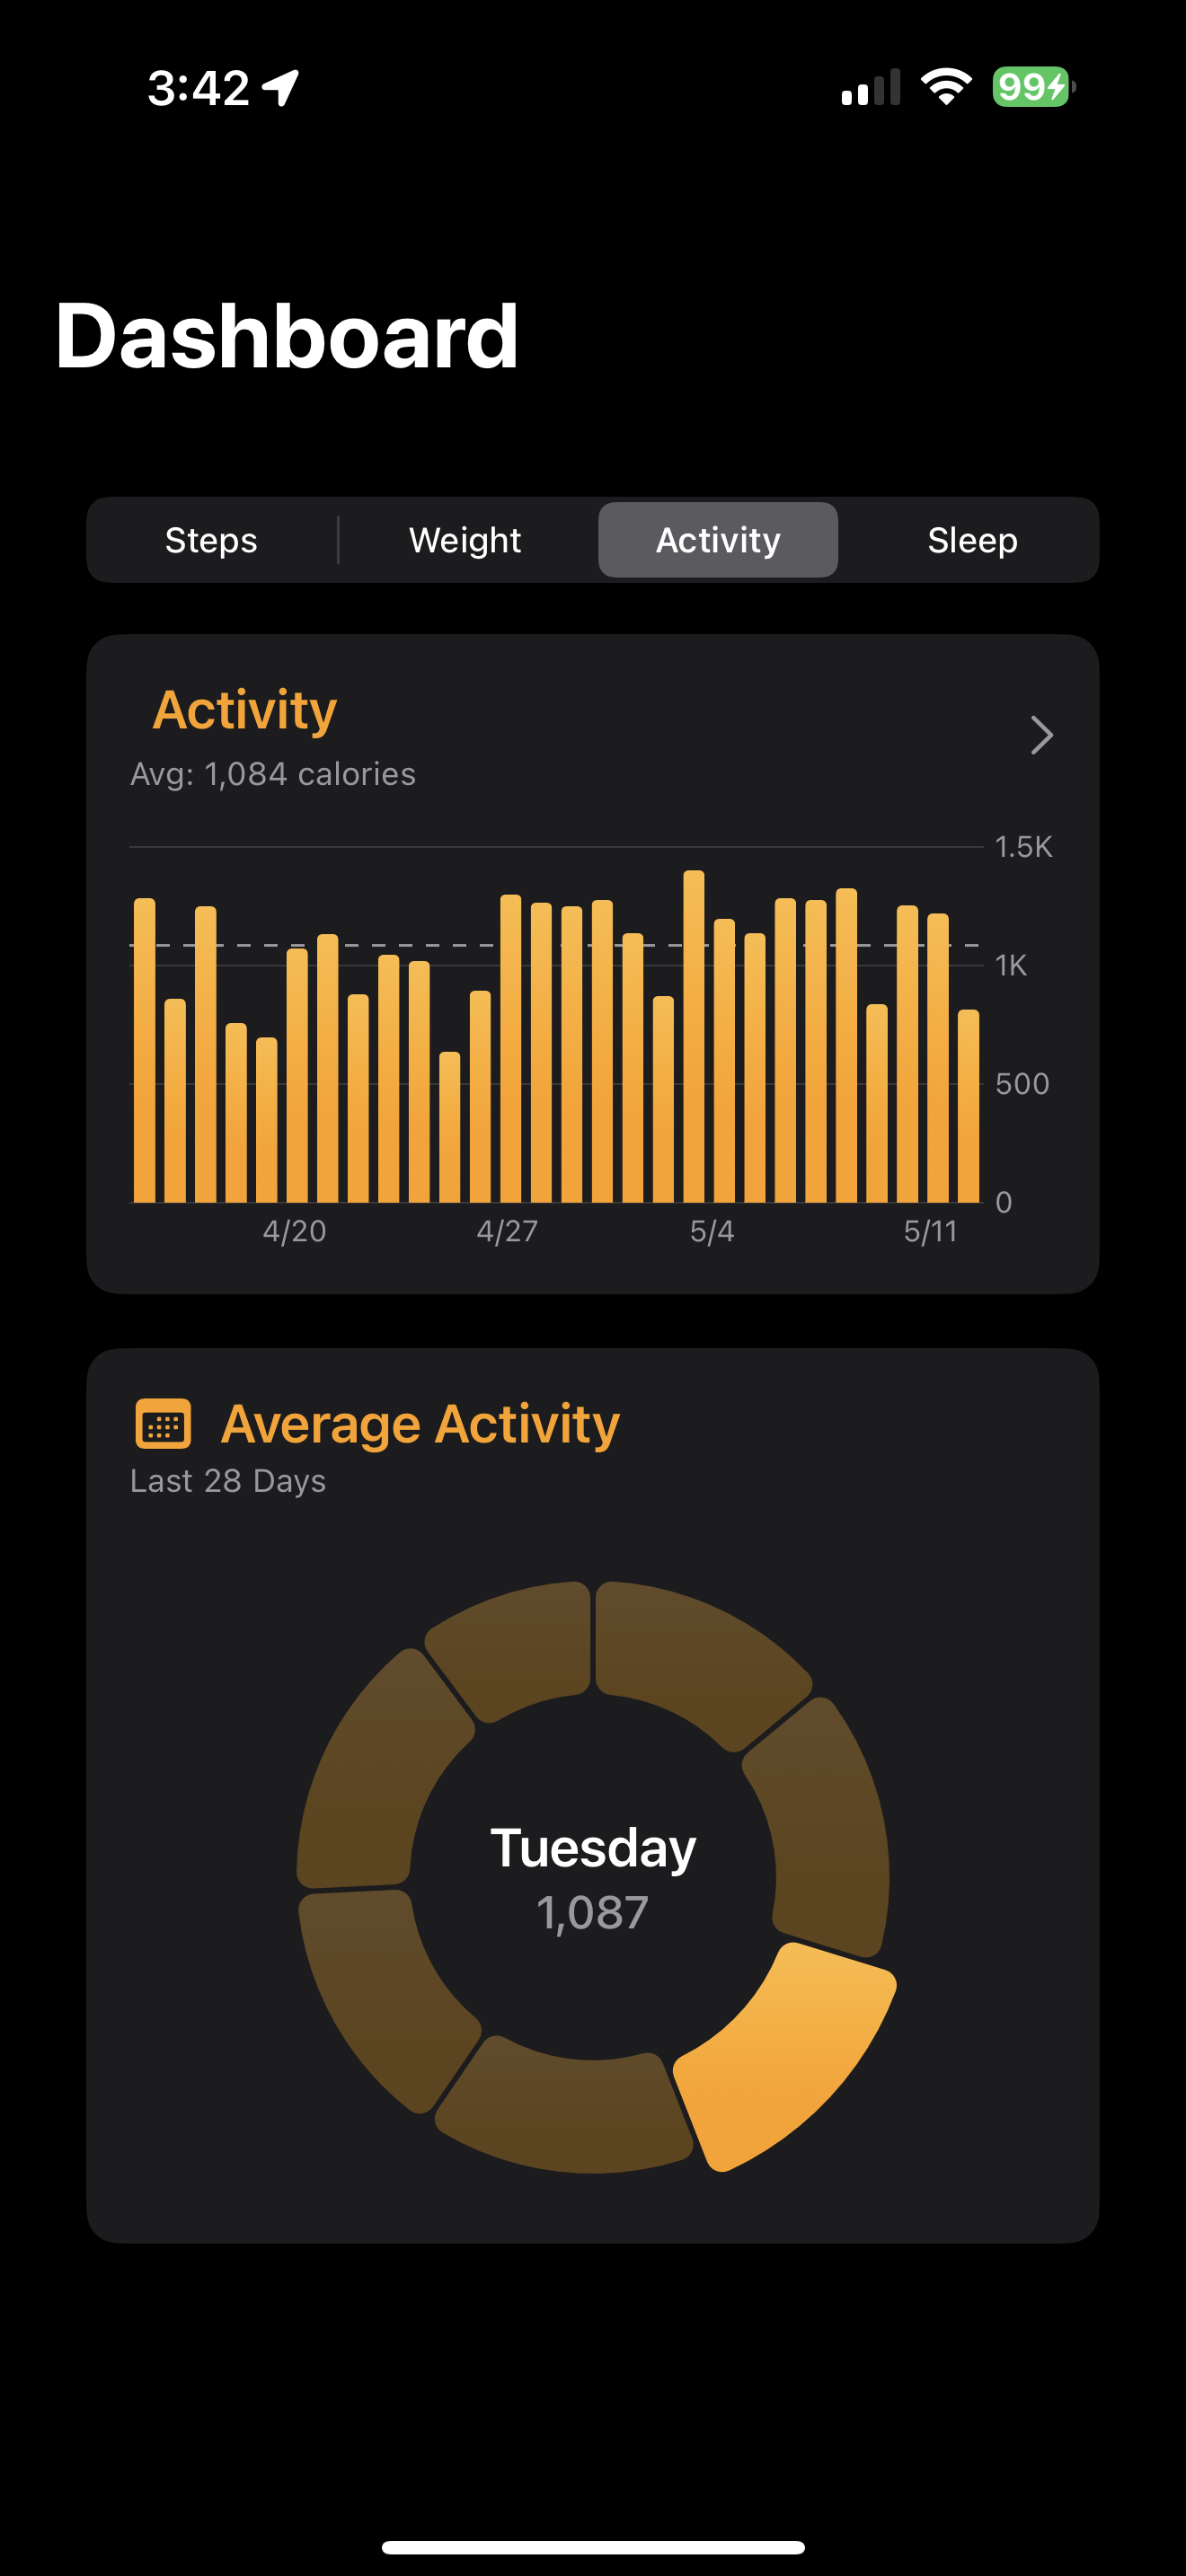 3:42
99
Dashboard
Steps Weight Activity Sleep
Activity
Avg: 1,084 calories
1.5K
1K
500
0
4/20 4/27 5/4 5/11
Average Activity
Last 28 Days
Tuesday
1,087